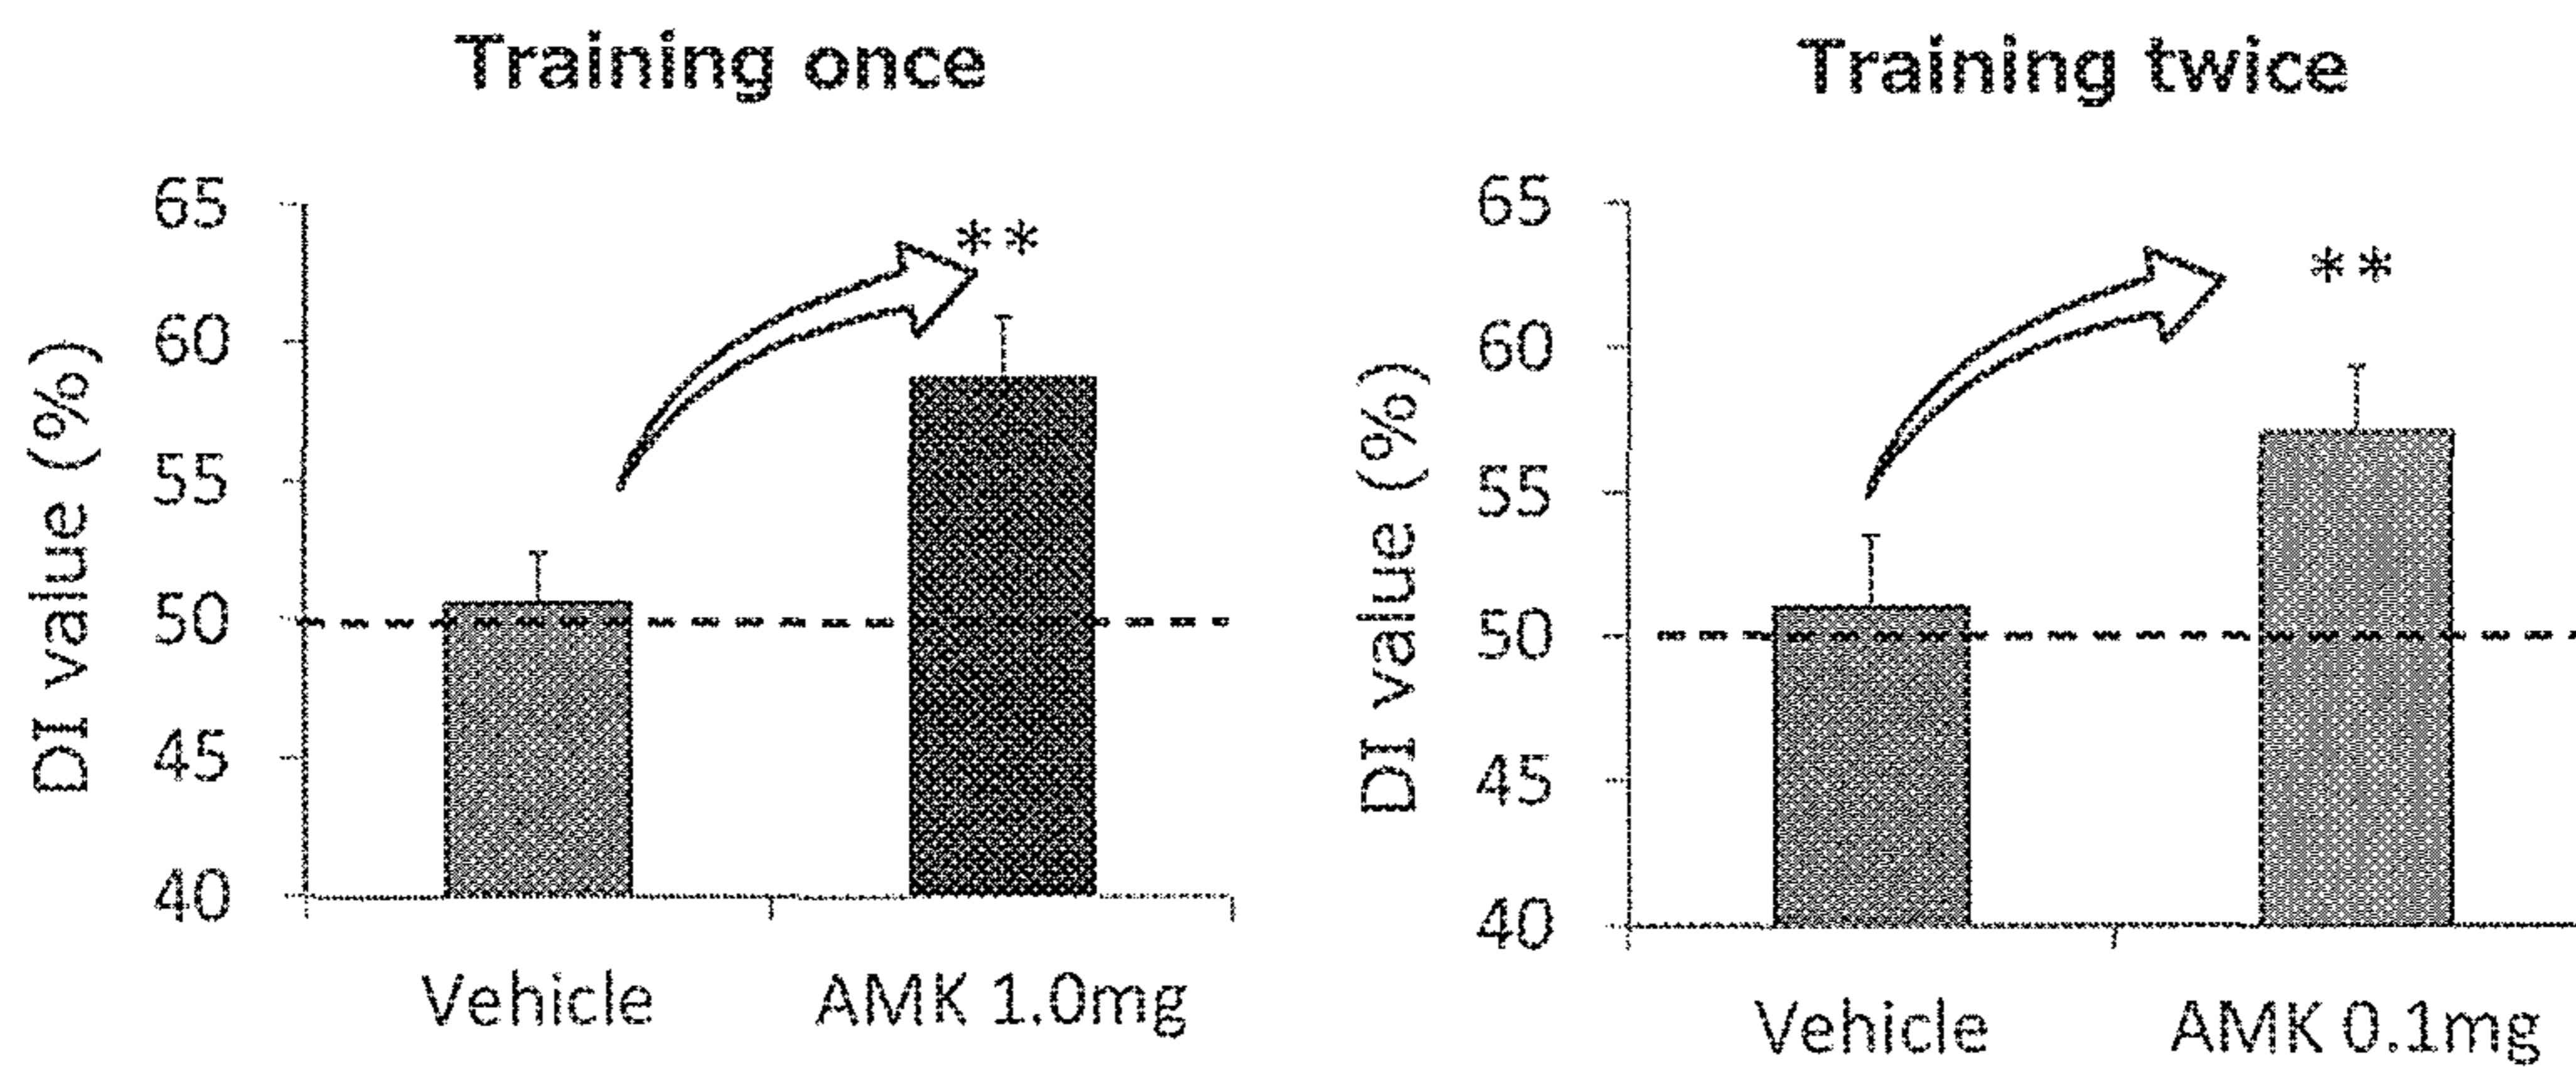 Training once
DI value (%)
65
60
55
50
45
40
**
Vehicle
AMK 1.0mg
Training twice
DI value (%)
65
60
55
50
45
40
**
Vehicle
AMK 0.1mg